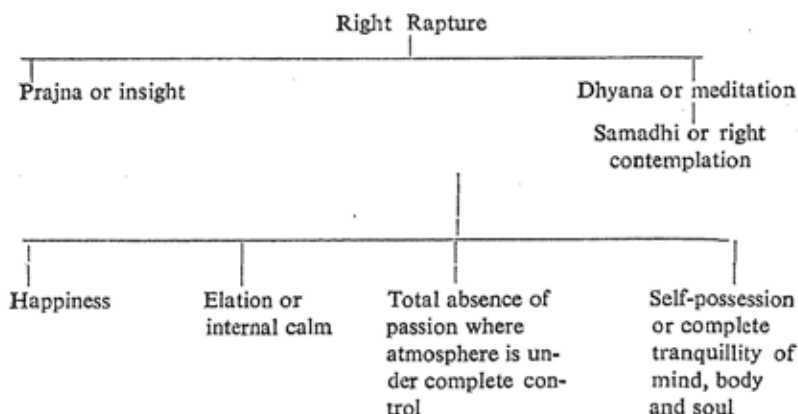 Right Rapture
Prajna or insight
Dhyana or meditation
Samadhi or right
contemplation
Happiness
Elation or
internal calm
Total absence of
passion where
atmosphere is un-
der complete con-
trol
Self-possession
or complete
tranquillity of
mind, body
and soul